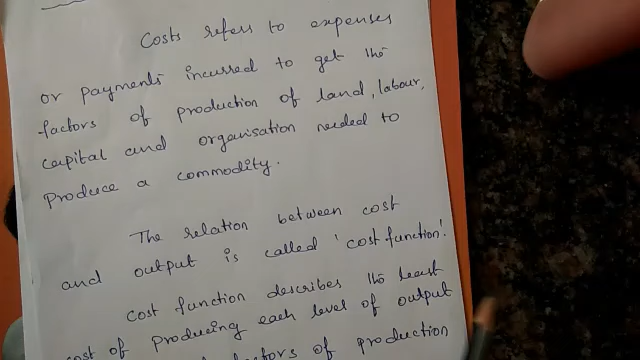 Costs refers to expenses
or payments incurred to get the
factors of production of land, labour,
capital and organisation needed to
produce a commodity.
The relation between cost
and output is called 'cost function'.
Cost function describes the least
cost of producing each level of output
factors of production